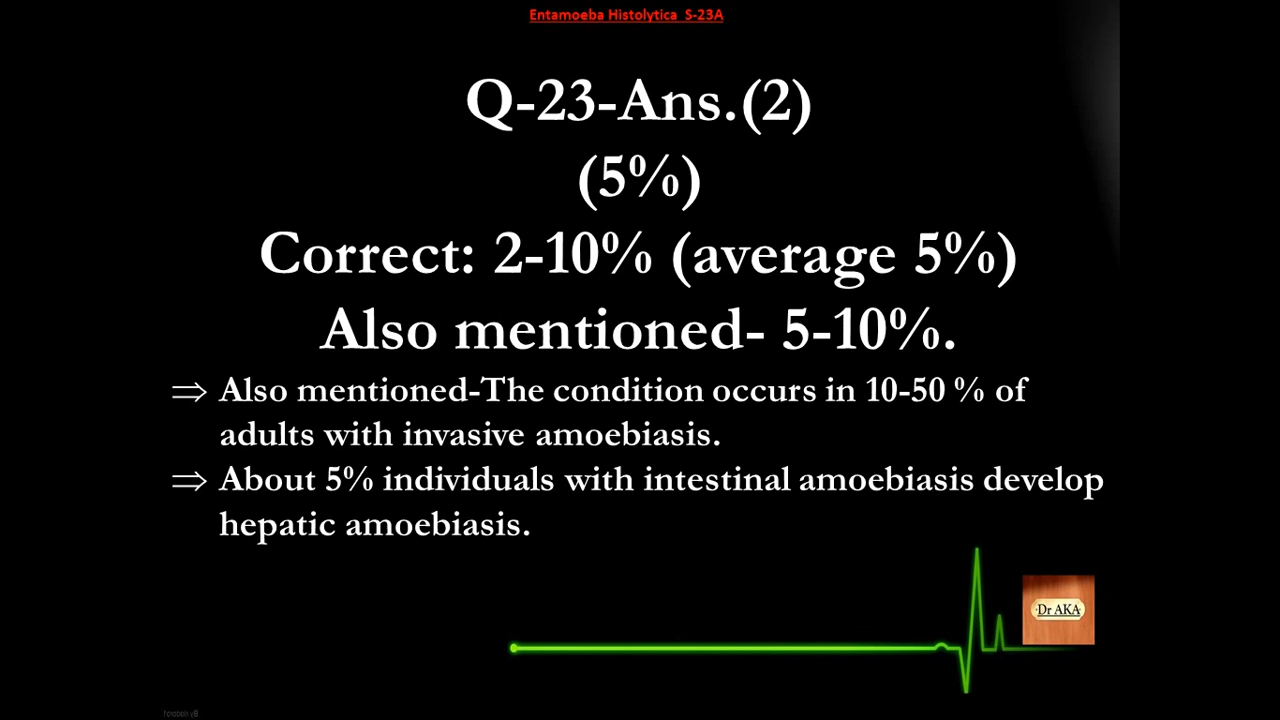 Entamoeba Histolytica S-23A
Q-23-Ans.(2)
(5%)
Correct: 2-10% (average 5%)
Also mentioned- 5-10%.
⇒ Also mentioned-The condition occurs in 10-50 % of
adults with invasive amoebiasis.
⇒ About 5% individuals with intestinal amoebiasis develop
hepatic amoebiasis.
Dr AKA